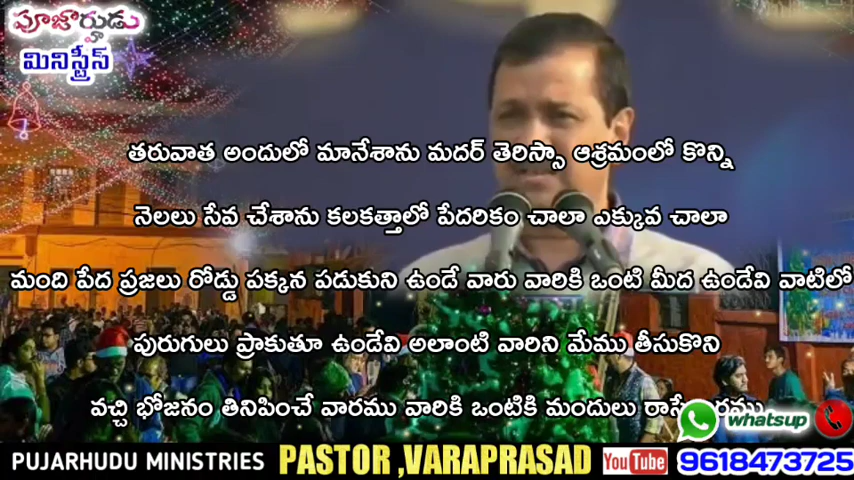 పూజార్హుడు
మినిస్ట్రీస్
తరువాత అందులో మానేశాను మదర్ తెరిస్సా ఆశ్రమంలో కొన్ని
నెలలు సేవ చేశాను కలకత్తాలో పేదరికం చాలా ఎక్కువ చాలా
మంది పేద ప్రజలు రోడ్డు పక్కన పడుకుని ఉండే వారు వారికి ఒంటి మీద ఉండేవి వాటిలో
పురుగులు ప్రాకుతూ ఉండేవి అలాంటి వారిని మేము తీసుకొని
వచ్చి భోజనం తినిపించే వారము వారికి ఒంటికి మందులు రాసే
whatsup
PUJARHUDU MINISTRIES PASTOR ,VARAPRASAD YouTube 9618473725